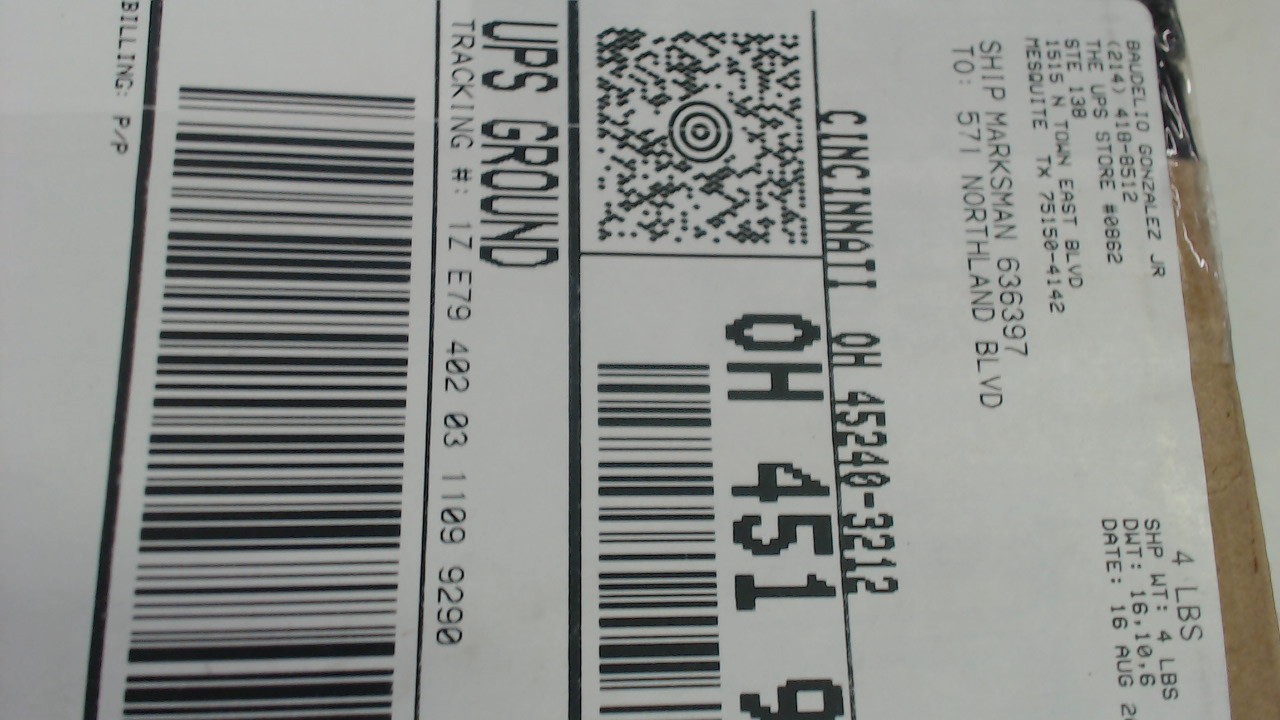 BAUDELIO GONZALEZ JR
(214) 418-8512
THE UPS STORE #0862
STE 138
1515 N TOWN EAST BLVD
MESQUITE TX 75150-4142
4 LBS
SHP WT: 4 LBS
DWT: 16,10,6
DATE: 16 AUG
SHIP MARKSMAN 636397
TO: 571 NORTHLAND BLVD
CINCINNATI OH 45240-3212
OH 451 9
UPS GROUND
TRACKING #: 1Z E79 402 03 1109 9290
BILLING: P/P